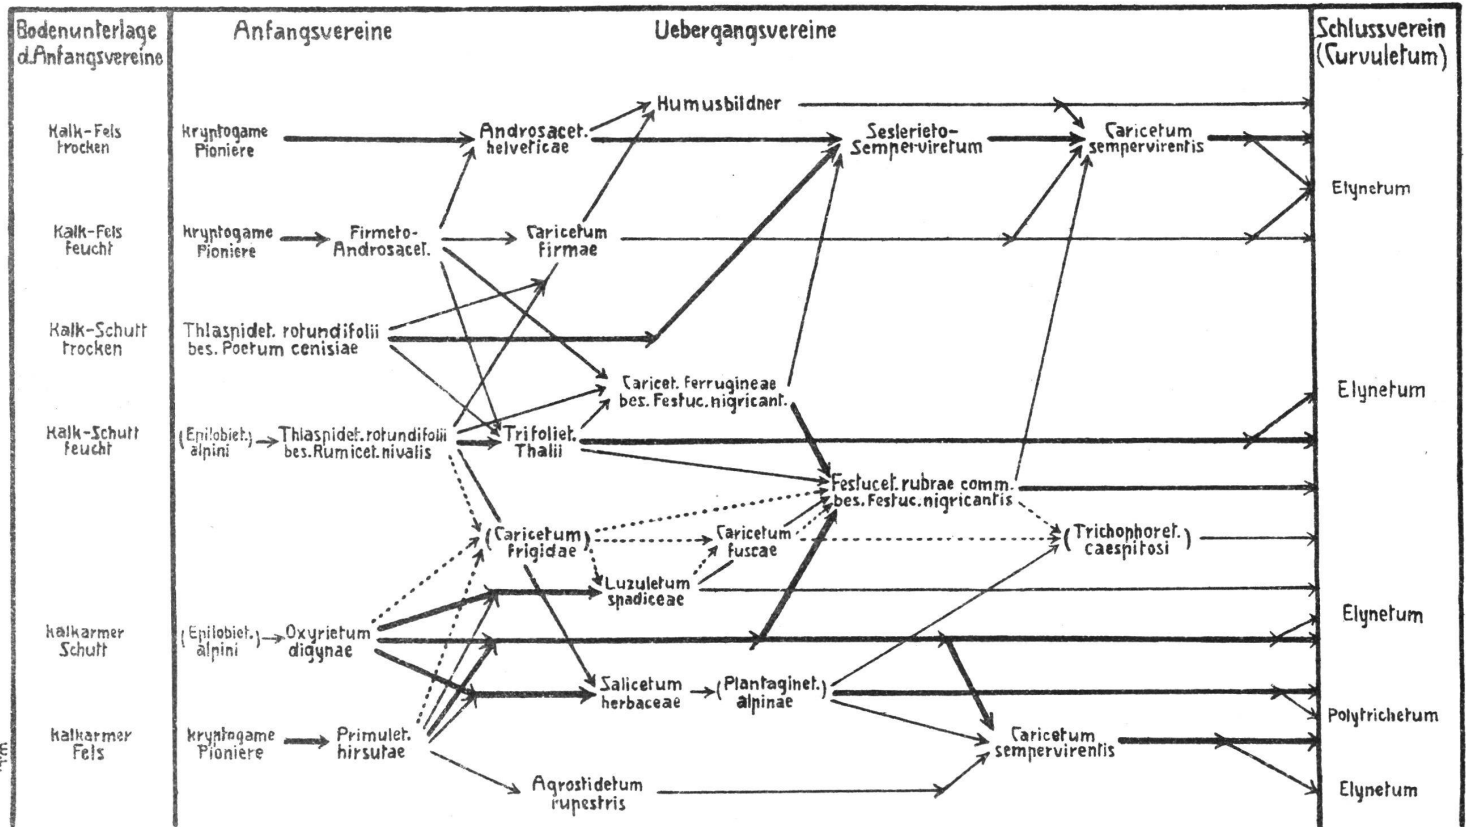 Bodenunterlage
d.Anfangsvereine
Anfangsvereine
Uebergangsvereine
Schlussverein
(Curvuletum)
Humusbildner
Kalk-Fels
trocken
kryptogame
Pioniere
Androsacet.
helveticae
Seslerieto-
Semperviretum
Caricetum
sempervirentis
Elynetum
Kalk-Fels
feucht
kryptogame
Pioniere
Firmeto-
Androsacet.
Caricetum
firmae
Kalk-Schutt
trocken
Thlaspidet. rotundifolii
bes. Poetum cenisiae
Caricet. ferrugineae
bes. Festuc. nigricant.
Elynetum
Kalk-Schutt
feucht
(Epilobiet.)
alpini
Thlaspidet. rotundifolii
bes. Rumicet. nivalis
Trifoliet.
Thalii
Festucet. rubrae comm.
bes. Festuc. nigricantis
(Caricetum)
frigidae
Caricetum
fuscae
(Trichophoret.)
caespitosi
Luzuletum
spadiceae
Elynetum
kalkarmer
Schutt
(Epilobiet.)
alpini
Oxyrietum
digynae
Salicetum
herbaceae
(Plantaginet.)
alpinae
Polytrichetum
kalkarmer
Fels
kryptogame
Pioniere
Primulet.
hirsutae
Caricetum
sempervirentis
Agrostidetum
rupestris
Elynetum